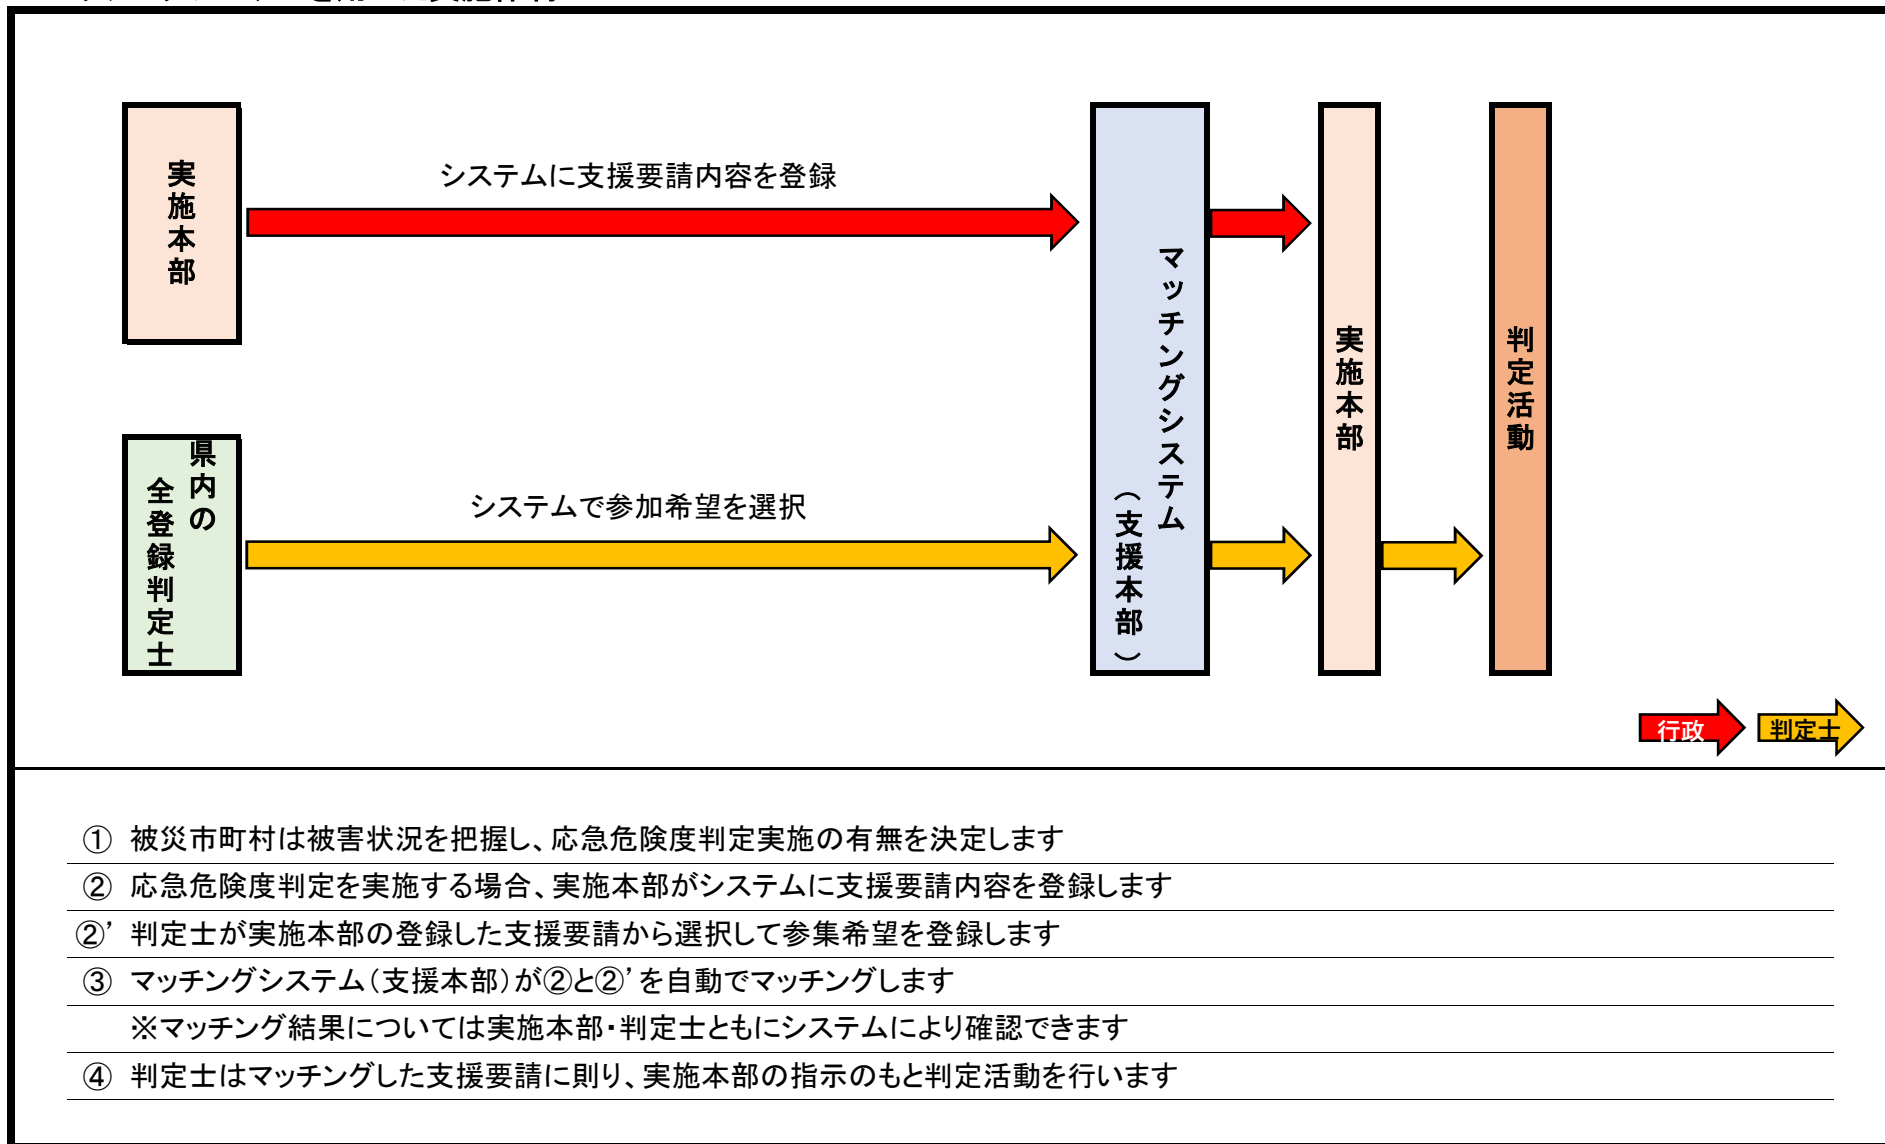 実施本部
システムに支援要請内容を登録
県内の
全登録判定士
システムで参加希望を選択
マッチングシステム
（支援本部）
実施本部
判定活動
行政
判定士
① 被災市町村は被害状況を把握し、応急危険度判定実施の有無を決定します
② 応急危険度判定を実施する場合、実施本部がシステムに支援要請内容を登録します
②’ 判定士が実施本部の登録した支援要請から選択して参集希望を登録します
③ マッチングシステム（支援本部）が②と②’を自動でマッチングします
※マッチング結果については実施本部・判定士ともにシステムにより確認できます
④ 判定士はマッチングした支援要請に則り、実施本部の指示のもと判定活動を行います